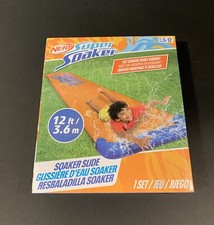 NERF SUPER
SOAKER
12 ft/
3.6 m
SOAKER SLIDE
GLISSIÈRE D'EAU SOAKER
RESBALADILLA SOAKER
1 SET / JEU / JUEGO